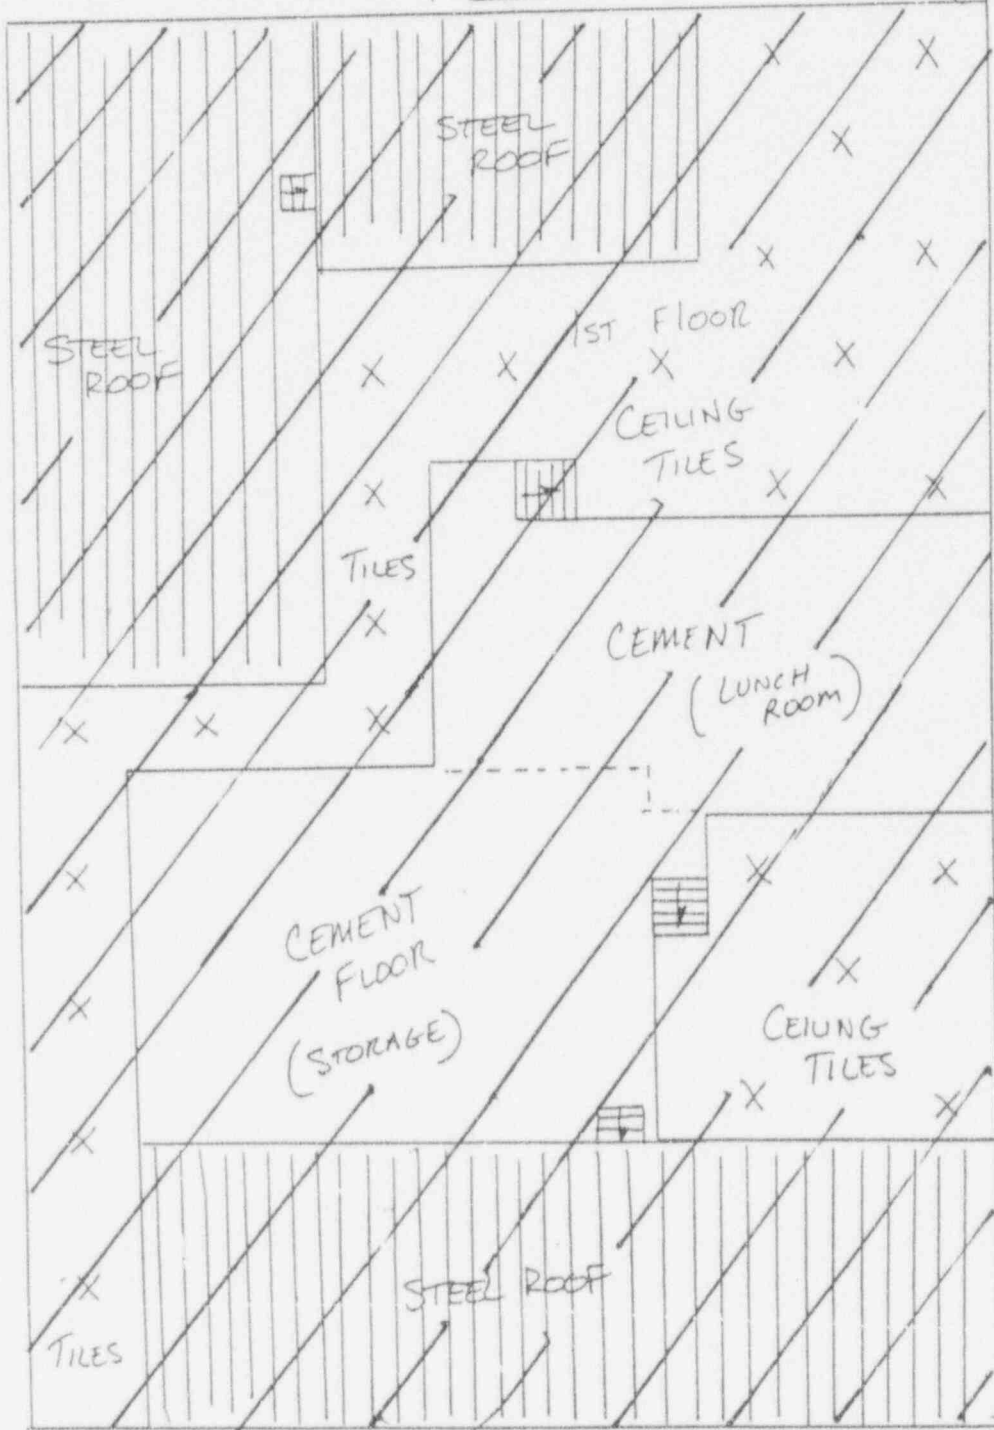 STEEL
ROOF
STEEL
ROOF
1ST FLOOR
CEILING
TILES
TILES
CEMENT
(LUNCH
ROOM)
CEMENT
FLOOR
(STORAGE)
CEILING
TILES
STEEL ROOF
TILES